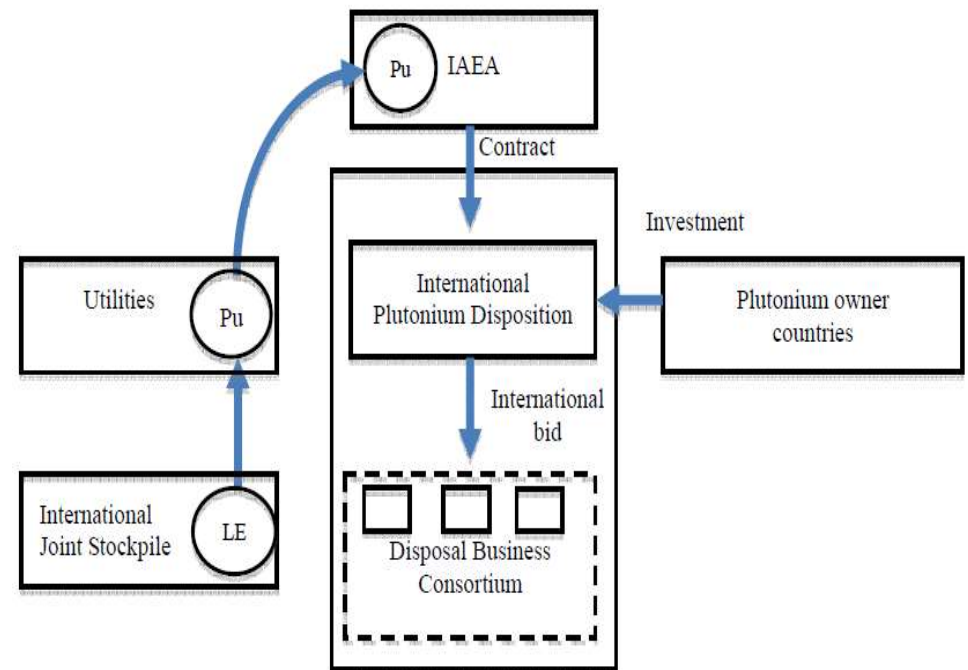 Pu
IAEA
Contract
Investment
Utilities
Pu
International
Plutonium Disposition
Plutonium owner
countries
International
bid
International
Joint Stockpile
LE
Disposal Business
Consortium